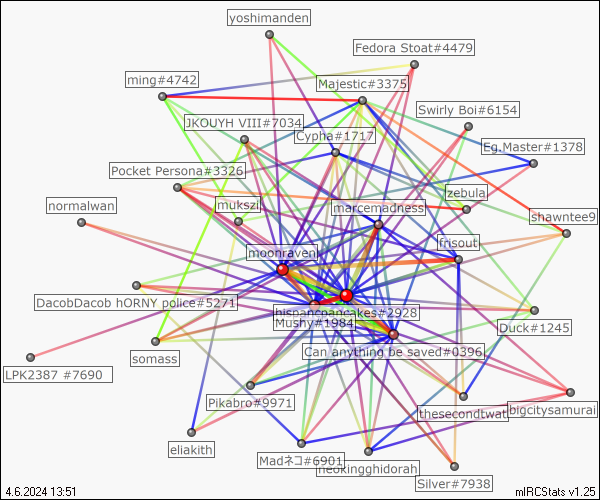 yoshimanden
Fedora Stoat#4479
ming#4742
Majestic#3375
Swirly Boi#6154
JKOUYH VIII#7034
Cypha#1717
Eg.Master#1378
Pocket Persona#3326
zebula
mukszi
marcemadness
normalwan
shawntee9
frisout
moonraven
DacobDacob hORNY police#5271
hispancpancakes#2928
Mushy#1984
Duck#1245
Can anything be saved#0396
somass
LPK2387 #7690
Pikabro#9971
thesecondtwat
bigcitysamurai
eliakith
Madネコ#6901
neokingghidorah
Silver#7938
4.6.2024 13:51
mIRCStats v1.25